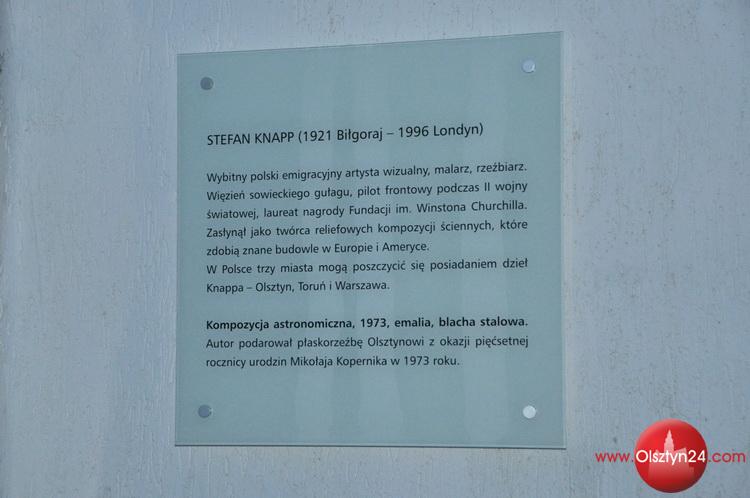 STEFAN KNAPP (1921 Biłgoraj – 1996 Londyn)
Wybitny polski emigracyjny artysta wizualny, malarz, rzeźbiarz.
Więzień sowieckiego gułagu, pilot frontowy podczas II wojny
światowej, laureat nagrody Fundacji im. Winstona Churchilla.
Zasłynął jako twórca reliefowych kompozycji ściennych, które
zdobią znane budowle w Europie i Ameryce.
W Polsce trzy miasta mogą poszczycić się posiadaniem dzieł
Knappa – Olsztyn, Toruń i Warszawa.
Kompozycja astronomiczna, 1973, emalia, blacha stalowa.
Autor podarował płaskorzeźbę Olsztynowi z okazji pięćsetnej
rocznicy urodzin Mikołaja Kopernika w 1973 roku.
www.Olsztyn24.com